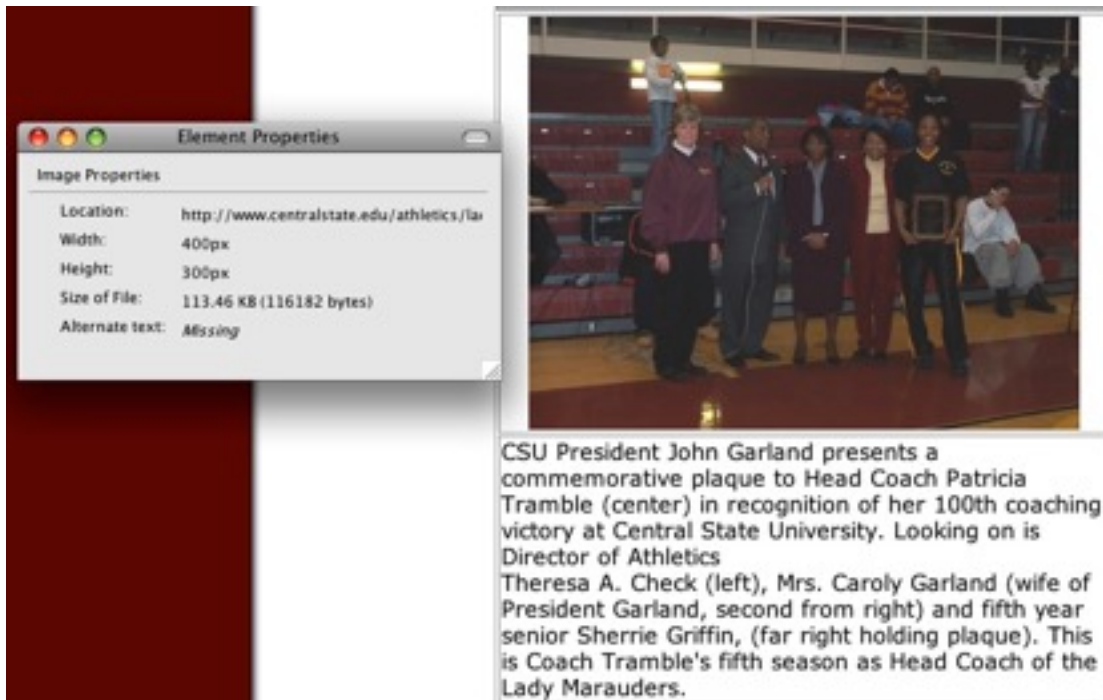 Element Properties
Image Properties
Location: http://www.centralstate.edu/athletics/la
Width: 400px
Height: 300px
Size of File: 113.46 KB (116182 bytes)
Alternate text: Missing
CSU President John Garland presents a
commemorative plaque to Head Coach Patricia
Tramble (center) in recognition of her 100th coaching
victory at Central State University. Looking on is
Director of Athletics
Theresa A. Check (left), Mrs. Caroly Garland (wife of
President Garland, second from right) and fifth year
senior Sherrie Griffin, (far right holding plaque). This
is Coach Tramble's fifth season as Head Coach of the
Lady Marauders.